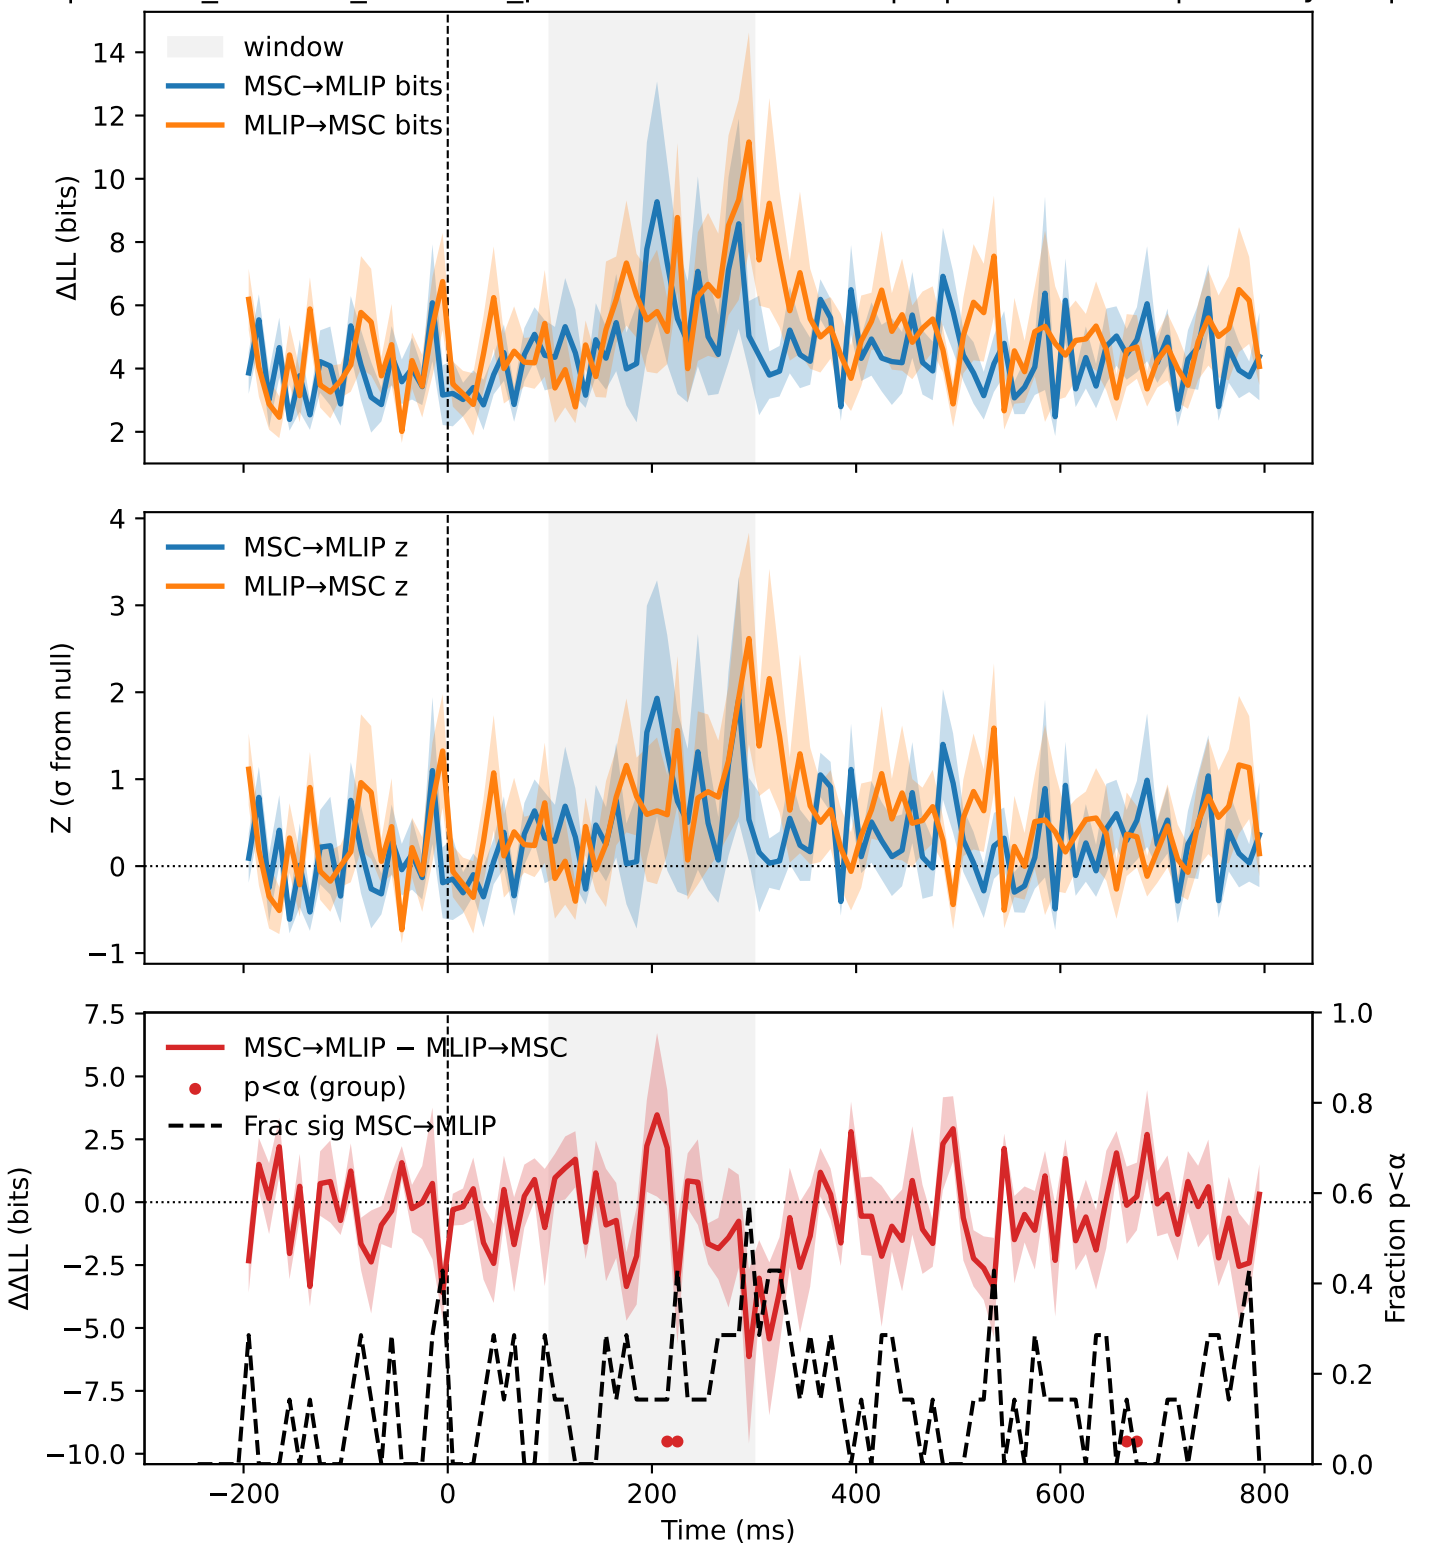 14
12
10
8
6
4
2
ΔLL (bits)
window
MSC→MLIP bits
MLIP→MSC bits
4
3
2
1
0
−1
Z (σ from null)
MSC→MLIP z
MLIP→MSC z
7.5
5.0
2.5
0.0
−2.5
−5.0
−7.5
−10.0
ΔΔLL (bits)
MSC→MLIP − MLIP→MSC
p<α (group)
Frac sig MSC→MLIP
1.0
0.8
0.6
0.4
0.2
0.0
Fraction p<α
−200
0
200
400
600
800
Time (ms)